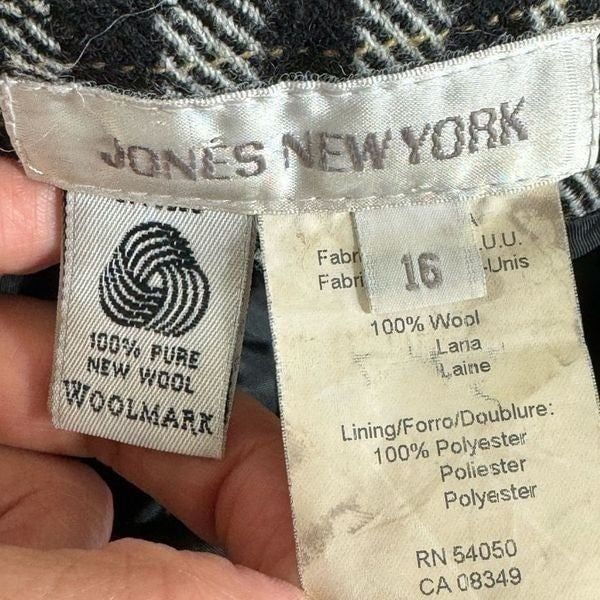 JONES NEW YORK
100% PURE
NEW WOOL
WOOLMARK
16
U.U.
-Unis
100% Wool
Lana
Laine
Lining/Forro/Doublure:
100% Polyester
Poliester
Polyester
RN 54050
CA 08349